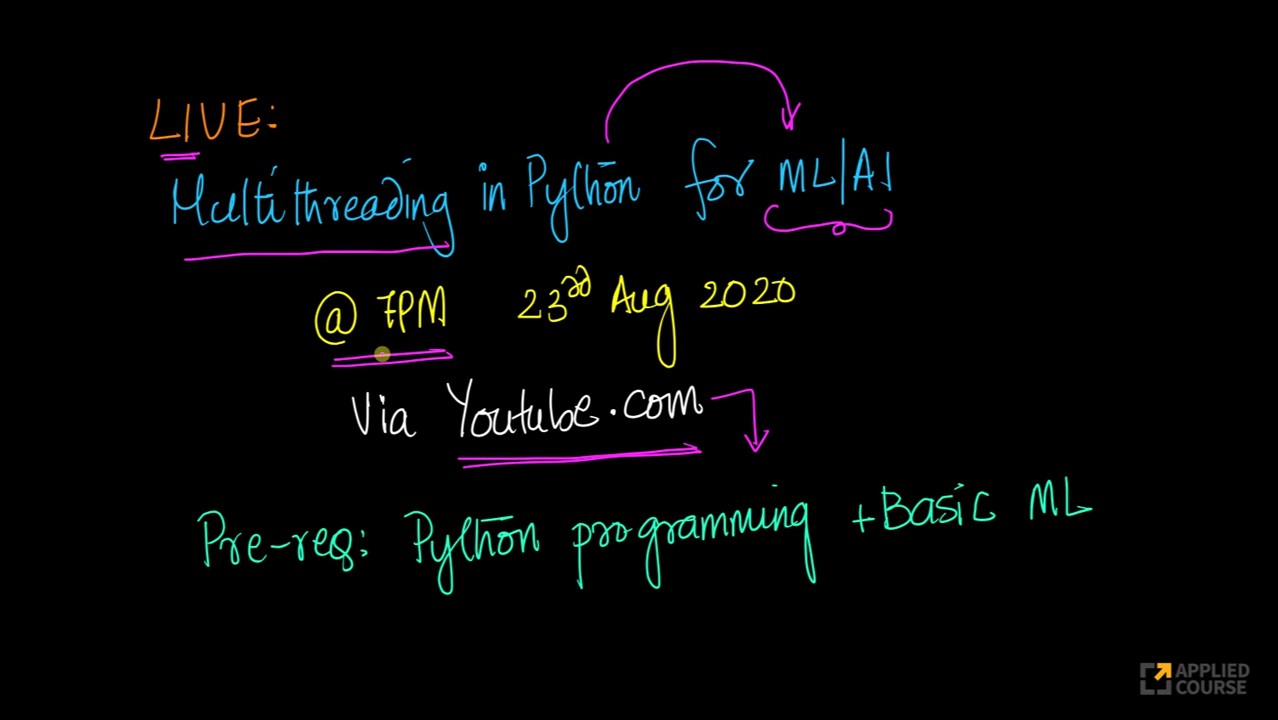 LIVE:
Multithreading in Python for ML/AI
@ 7PM 23rd Aug 2020
Via Youtube.com
Pre-req: Python programming + Basic ML
APPLIED
COURSE